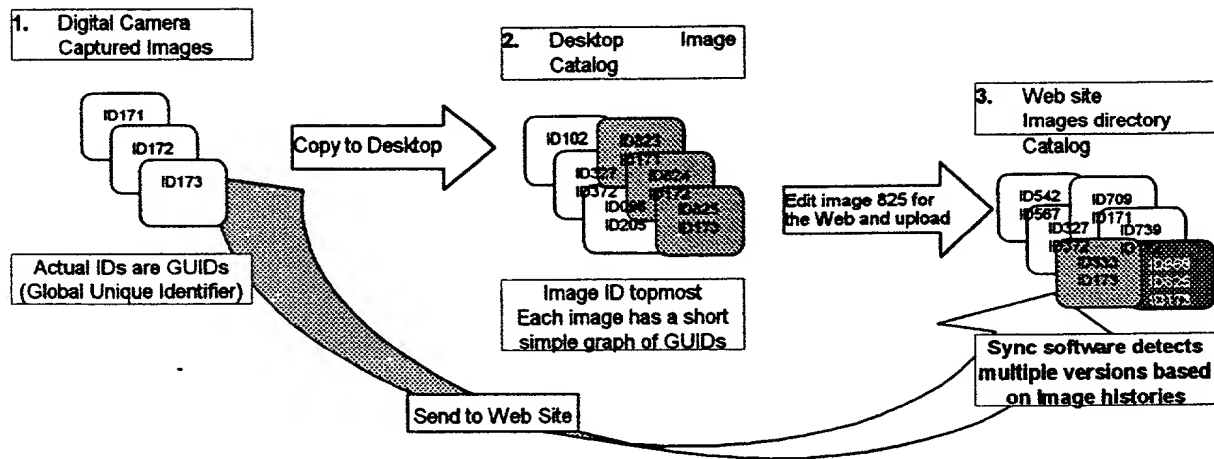 1. Digital Camera
Captured Images
ID171
ID172
ID173
Actual IDs are GUIDs
(Global Unique Identifier)
Copy to Desktop
2. Desktop Image
Catalog
ID102
ID823
ID171
ID327
ID372
ID824
ID172
ID205
ID825
ID173
Image ID topmost
Each image has a short
simple graph of GUIDs
Edit image 825 for
the Web and upload
3. Web site
Images directory
Catalog
ID542
ID567
ID709
ID171
ID327
ID372
ID739
ID933
ID173
Sync software detects
multiple versions based
on image histories
Send to Web Site